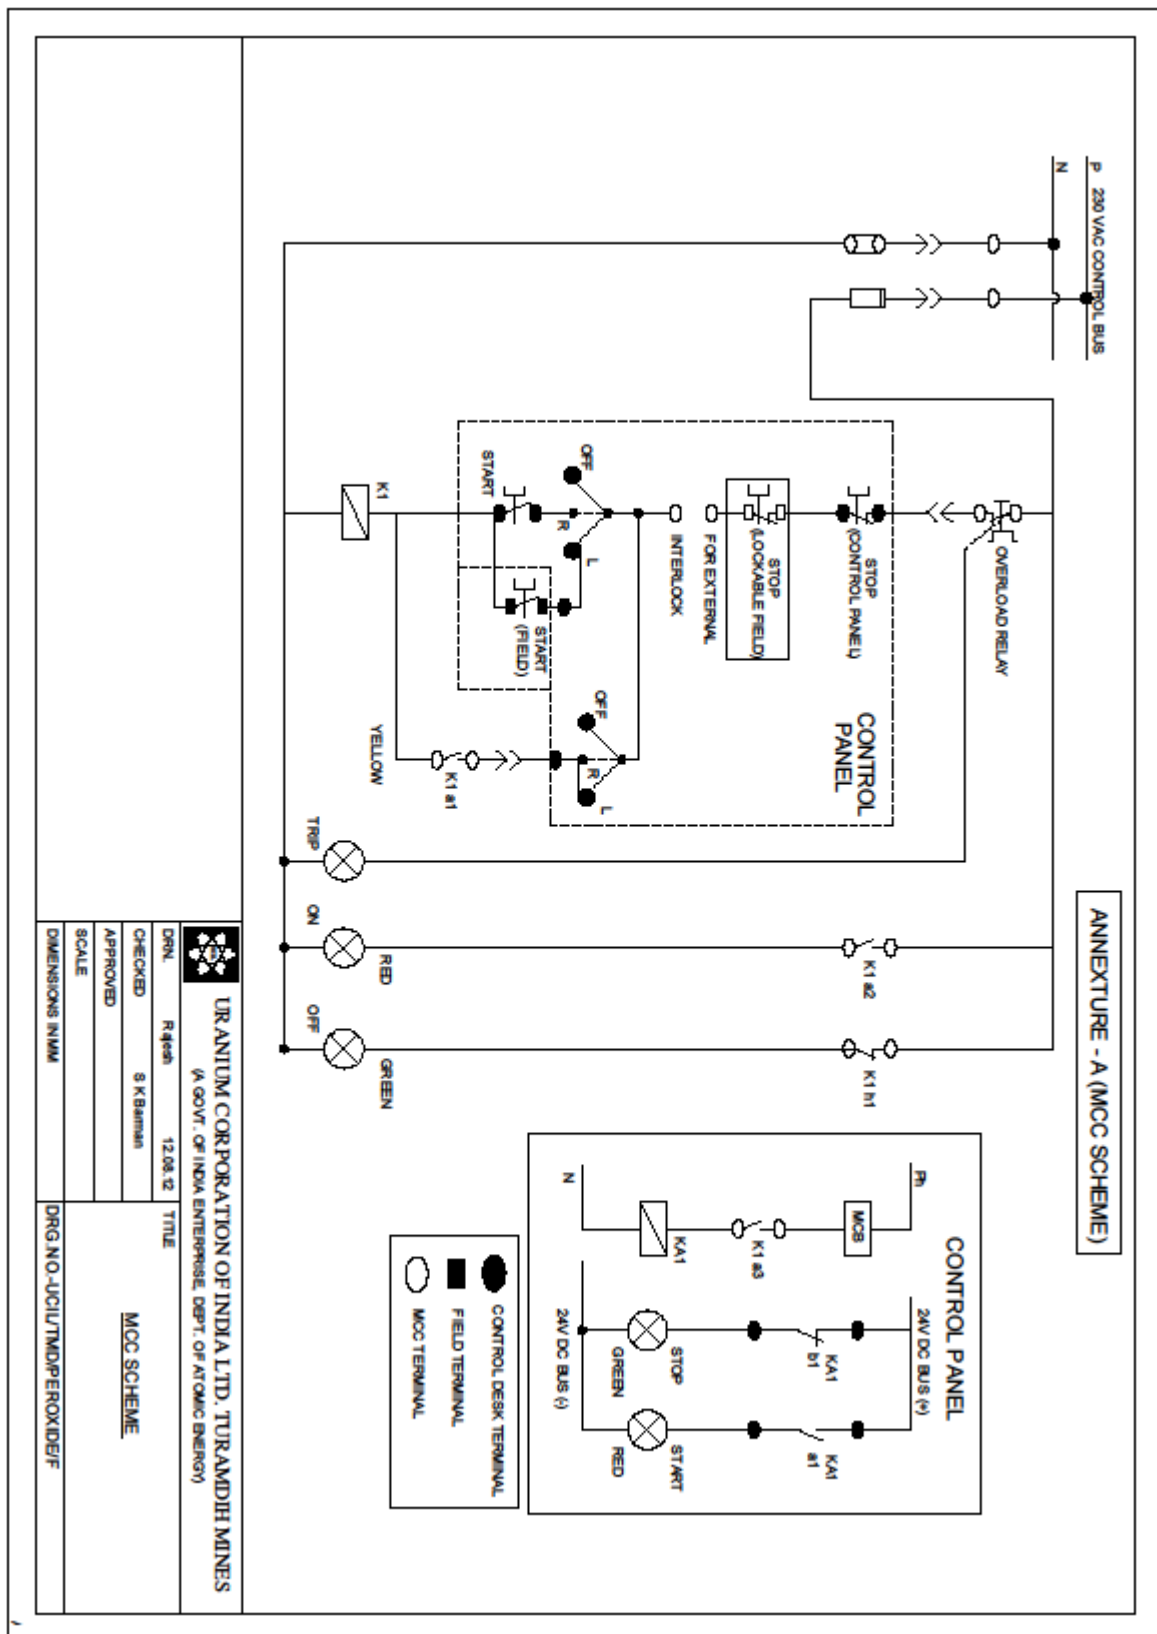 ANNEXTURE - A (MCC SCHEME)
P 230 VAC CONTROL BUS
N
OVERLOAD RELAY
CONTROL
PANEL
STOP
(CONTROL PANEL)
STOP
(LOCKABLE FIELD)
FOR EXTERNAL
INTERLOCK
OFF
R
L
OFF
R
L
START
START
(FIELD)
K1
K1 a1
K1 a2
K1 h1
YELLOW
RED
GREEN
TRIP
ON
OFF
CONTROL PANEL
Ph
MCB
K1 a3
KA1
N
24V DC BUS (+)
KA1
b1
KA1
a1
STOP
GREEN
START
RED
24V DC BUS (-)
CONTROL DESK TERMINAL
FIELD TERMINAL
MCC TERMINAL
URANIUM CORPORATION OF INDIA LTD. TURAMDIH MINES
(A GOVT. OF INDIA ENTERPRISE, DEPT. OF ATOMIC ENERGY)
DRN. Rajesh 12.08.12
CHECKED S K Barman
APPROVED
SCALE
DIMENSIONS IN MM
TITLE
MCC SCHEME
DRG.NO.-UCIL/TMD/PEROXIDE/F